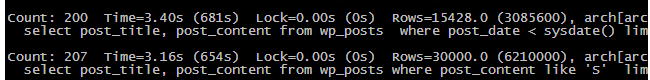 Count: 200  Time=3.40s (681s)  Lock=0.00s (0s)  Rows=15428.0 (3085600), arch[arc
  select post_title, post_content from wp_posts  where post_date < sysdate() lim
Count: 207  Time=3.16s (654s)  Lock=0.00s (0s)  Rows=30000.0 (6210000), arch[arc
  select post_title, post_content from wp_posts where post_content like 'S'  lim